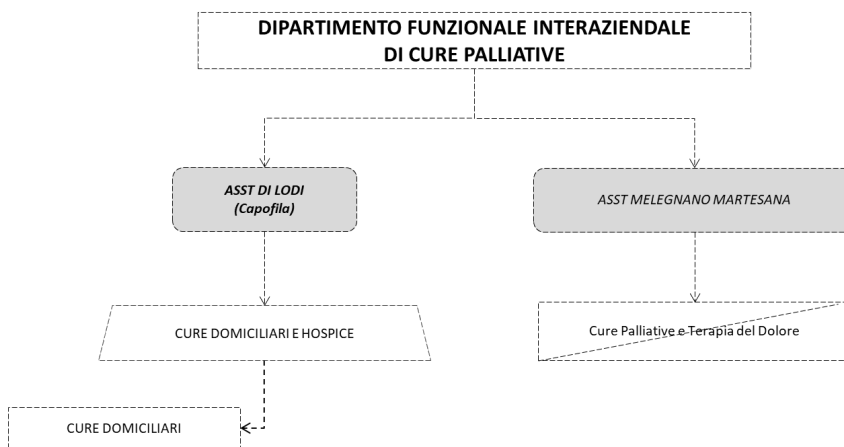 DIPARTIMENTO FUNZIONALE INTERAZIENDALE
DI CURE PALLIATIVE
ASST DI LODI
(Capofila)
ASST MELEGNANO MARTESANA
CURE DOMICILIARI E HOSPICE
Cure Palliative e Terapia del Dolore
CURE DOMICILIARI